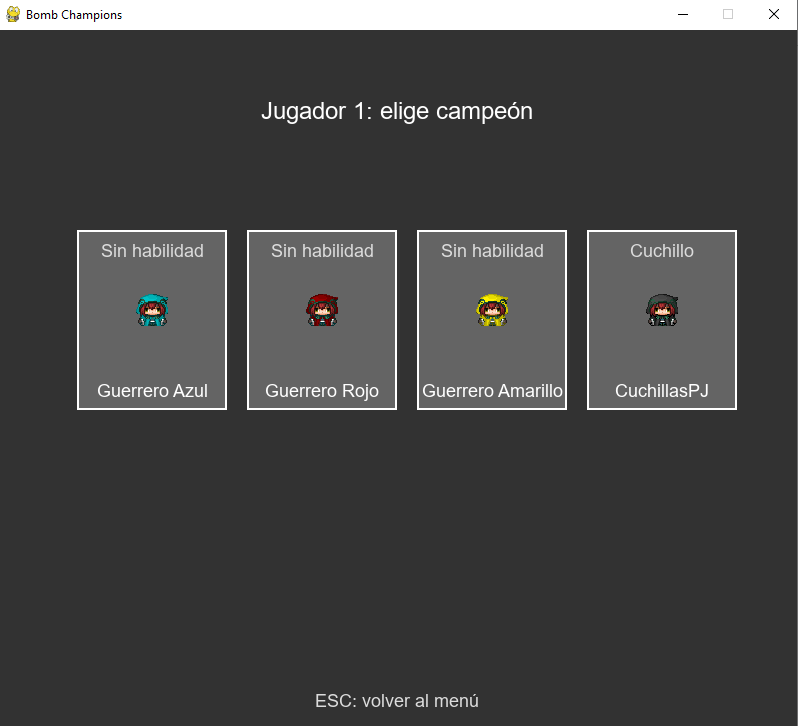 Bomb Champions
Jugador 1: elige campeón
Sin habilidad
Sin habilidad
Sin habilidad
Cuchillo
Guerrero Azul
Guerrero Rojo
Guerrero Amarillo
CuchillasPJ
ESC: volver al menú